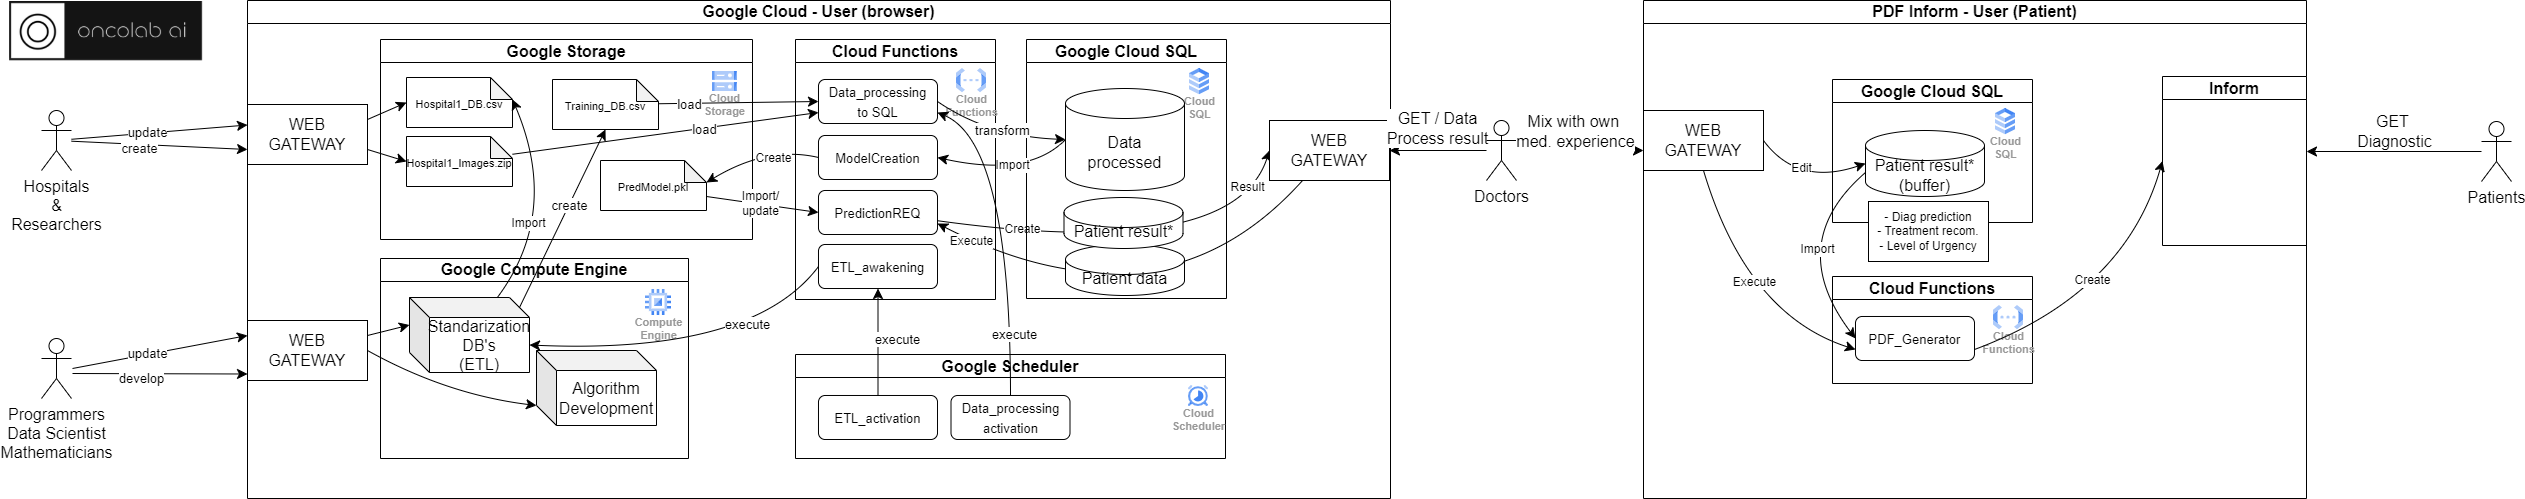 oncolab ai
Google Cloud - User (browser)
Google Storage
Hospital1_DB.csv
Training_DB.csv
Cloud
Storage
Hospital1_Images.zip
PredModel.pkl
load
load
Create
Import/
update
Import
create
Cloud Functions
Data_processing
to SQL
Cloud
Functions
ModelCreation
PredictionREQ
ETL_awakening
transform
Import
Create
Execute
Google Cloud SQL
Cloud
SQL
Data
processed
Patient result*
Patient data
Result
WEB
GATEWAY
update
create
Hospitals
&
Researchers
WEB
GATEWAY
Google Compute Engine
Standarization
DB's
(ETL)
Compute
Engine
Algorithm
Development
execute
execute
execute
Google Scheduler
ETL_activation
Data_processing
activation
Cloud
Scheduler
WEB
GATEWAY
update
develop
Programmers
Data Scientist
Mathematicians
GET / Data
Process result
Doctors
Mix with own
med. experience
PDF Inform - User (Patient)
WEB
GATEWAY
Edit
Google Cloud SQL
Cloud
SQL
Patient result*
(buffer)
- Diag prediction
- Treatment recom.
- Level of Urgency
Import
Execute
Cloud Functions
PDF_Generator
Cloud
Functions
Create
Inform
GET
Diagnostic
Patients